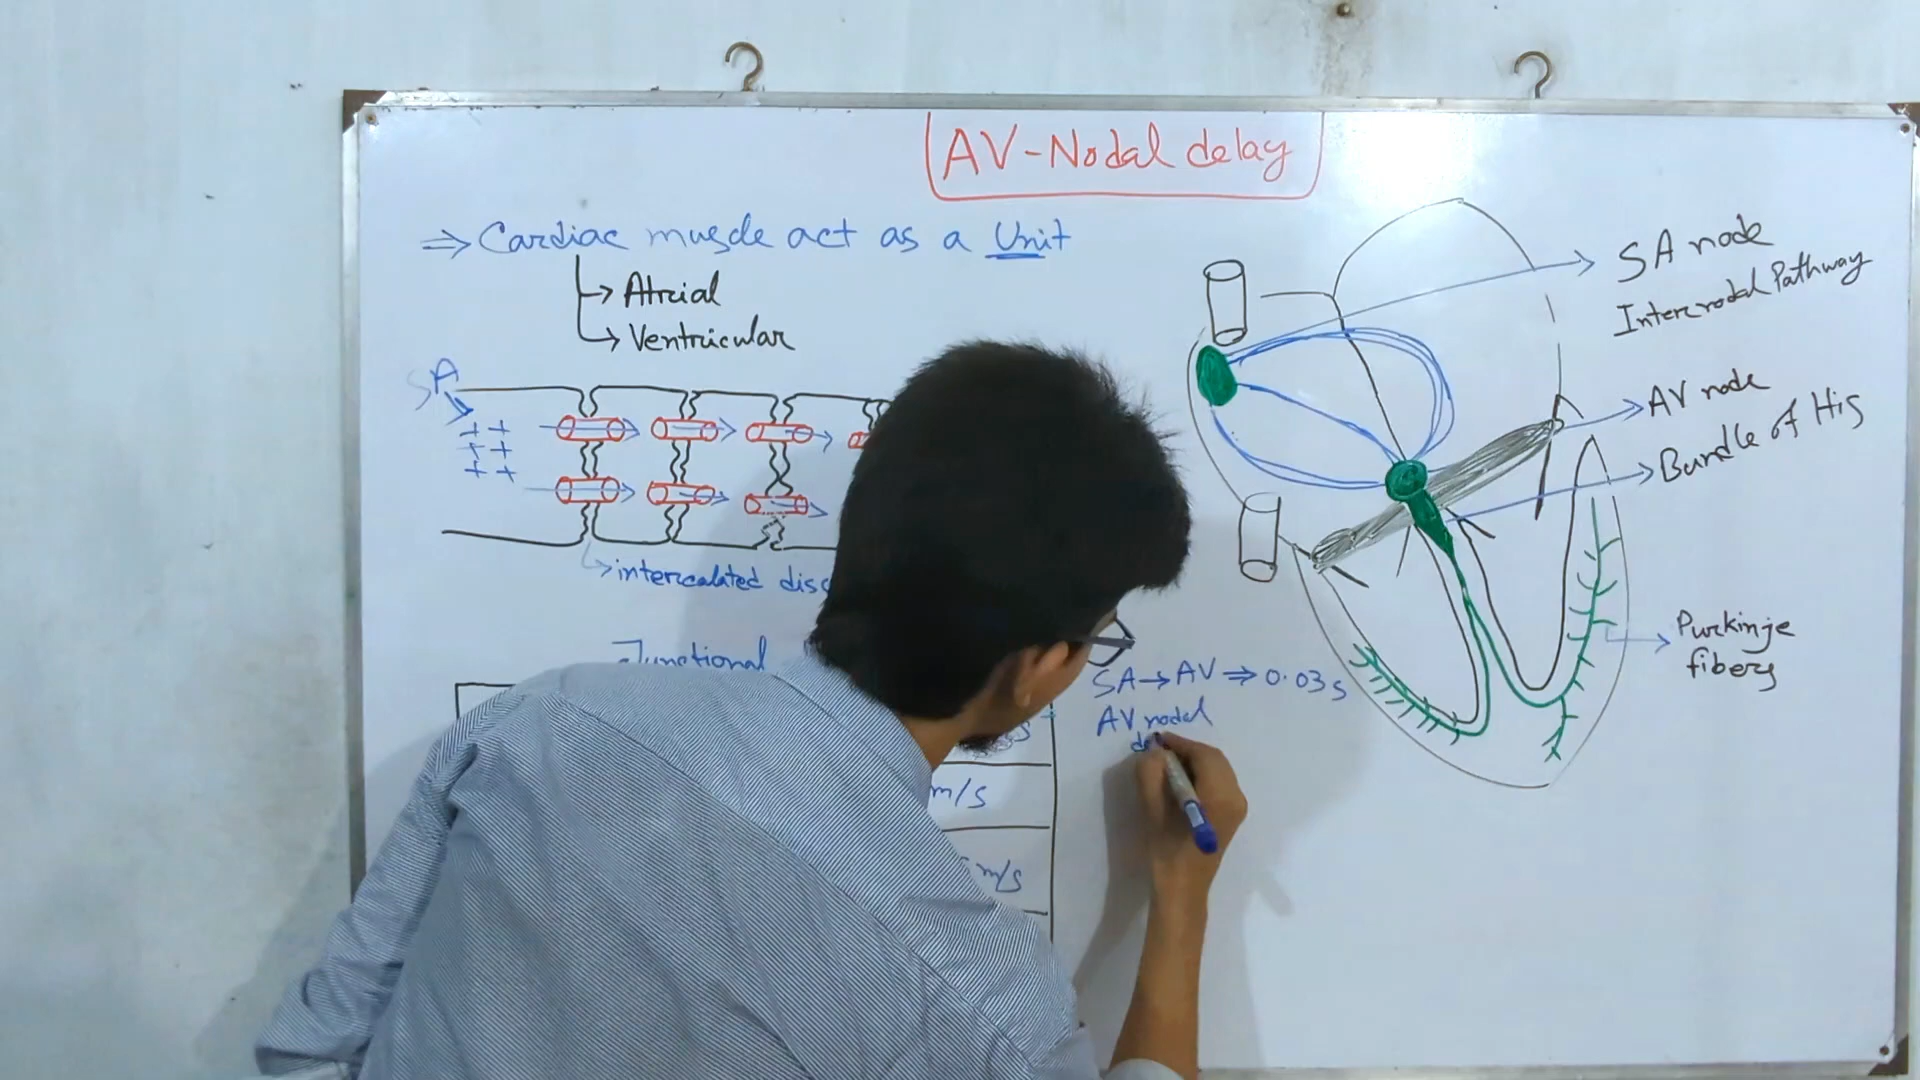 AV-Nodal delay
⇒ Cardiac muscle act as a Unit
→ Atrial
→ Ventricular
SA
++
++
++
→ intercalated disc
Junctional
m/s
m/s
SA → AV ⇒ 0.03 s
AV nodal
de
SA node
Internodal Pathway
AV node
Bundle of His
Purkinje
fibers